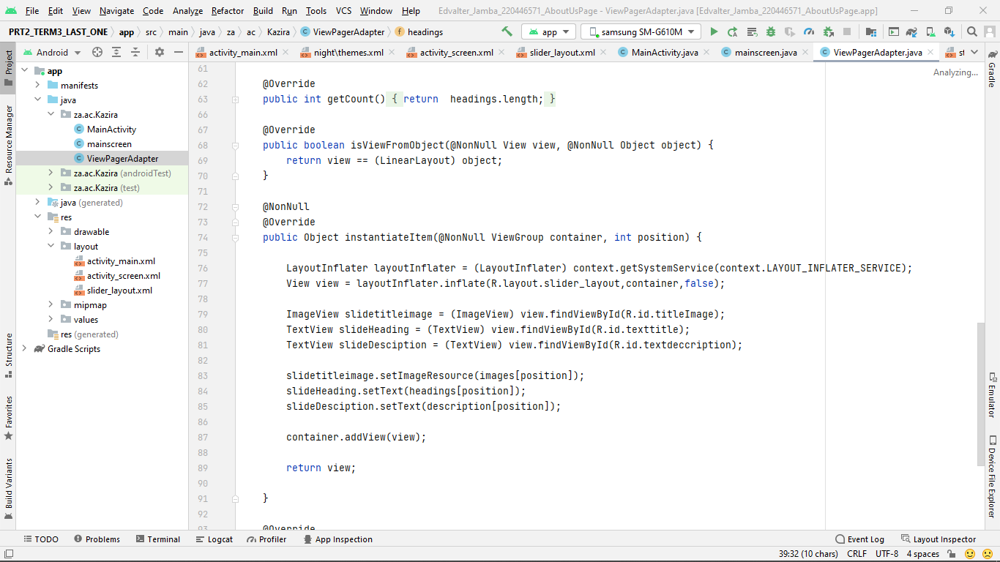 File Edit View Navigate Code Analyze Refactor Build Run Tools VCS Window Help Edvalter_Jamba_220446571_AboutUsPage - ViewPagerAdapter.java [Edvalter_Jamba_220446571_AboutUsPage.app]
PRT2_TERM3_LAST_ONE app src main java za ac Kazira ViewPagerAdapter headings app samsung SM-G610M
Android activity_main.xml night\themes.xml activity_screen.xml slider_layout.xml MainActivity.java mainscreen.java ViewPagerAdapter.java st
Project
Resource Manager
Structure
Favorites
Build Variants
app
manifests
java
za.ac.Kazira
MainActivity
mainscreen
ViewPagerAdapter
za.ac.Kazira (androidTest)
za.ac.Kazira (test)
java (generated)
res
drawable
layout
activity_main.xml
activity_screen.xml
slider_layout.xml
mipmap
values
res (generated)
Gradle Scripts
Analyzing...
61
62 @Override
63 public int getCount() { return headings.length; }
66
67 @Override
68 public boolean isViewFromObject(@NonNull View view, @NonNull Object object) {
69 return view == (LinearLayout) object;
70 }
71
72 @NonNull
73 @Override
74 public Object instantiateItem(@NonNull ViewGroup container, int position) {
75
76 LayoutInflater layoutInflater = (LayoutInflater) context.getSystemService(context.LAYOUT_INFLATER_SERVICE);
77 View view = layoutInflater.inflate(R.layout.slider_layout,container,false);
78
79 ImageView slidetitleimage = (ImageView) view.findViewById(R.id.titleImage);
80 TextView slideHeading = (TextView) view.findViewById(R.id.texttitle);
81 TextView slideDesciption = (TextView) view.findViewById(R.id.textdeccription);
82
83 slidetitleimage.setImageResource(images[position]);
84 slideHeading.setText(headings[position]);
85 slideDesciption.setText(description[position]);
86
87 container.addView(view);
88
89 return view;
90
91 }
92
93 @Override
Gradle
Emulator
Device File Explorer
TODO Problems Terminal Logcat Profiler App Inspection Event Log Layout Inspector
39:32 (10 chars) CRLF UTF-8 4 spaces